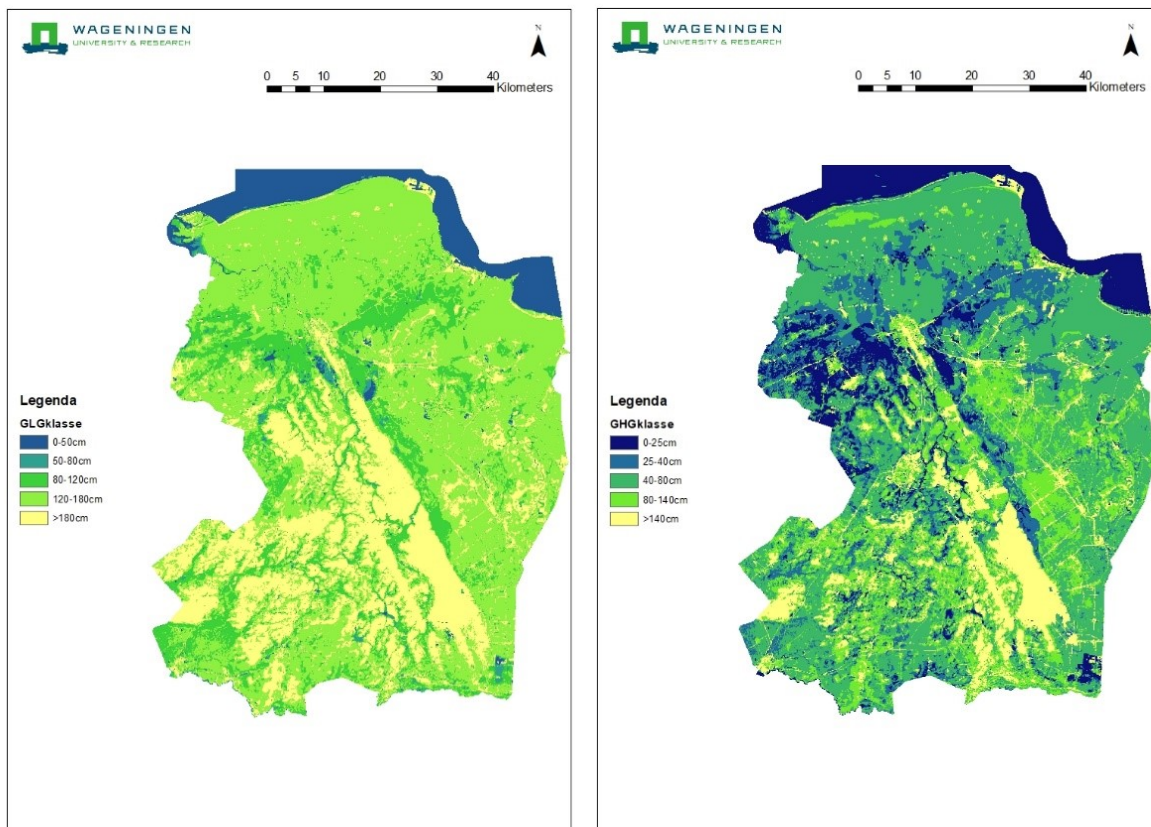 WAGENINGEN
UNIVERSITY & RESEARCH
N
0 5 10 20 30 40
Kilometers
Legenda
GLGklasse
0-50cm
50-80cm
80-120cm
120-180cm
>180cm
WAGENINGEN
UNIVERSITY & RESEARCH
N
0 5 10 20 30 40
Kilometers
Legenda
GHGklasse
0-25cm
25-40cm
40-80cm
80-140cm
>140cm